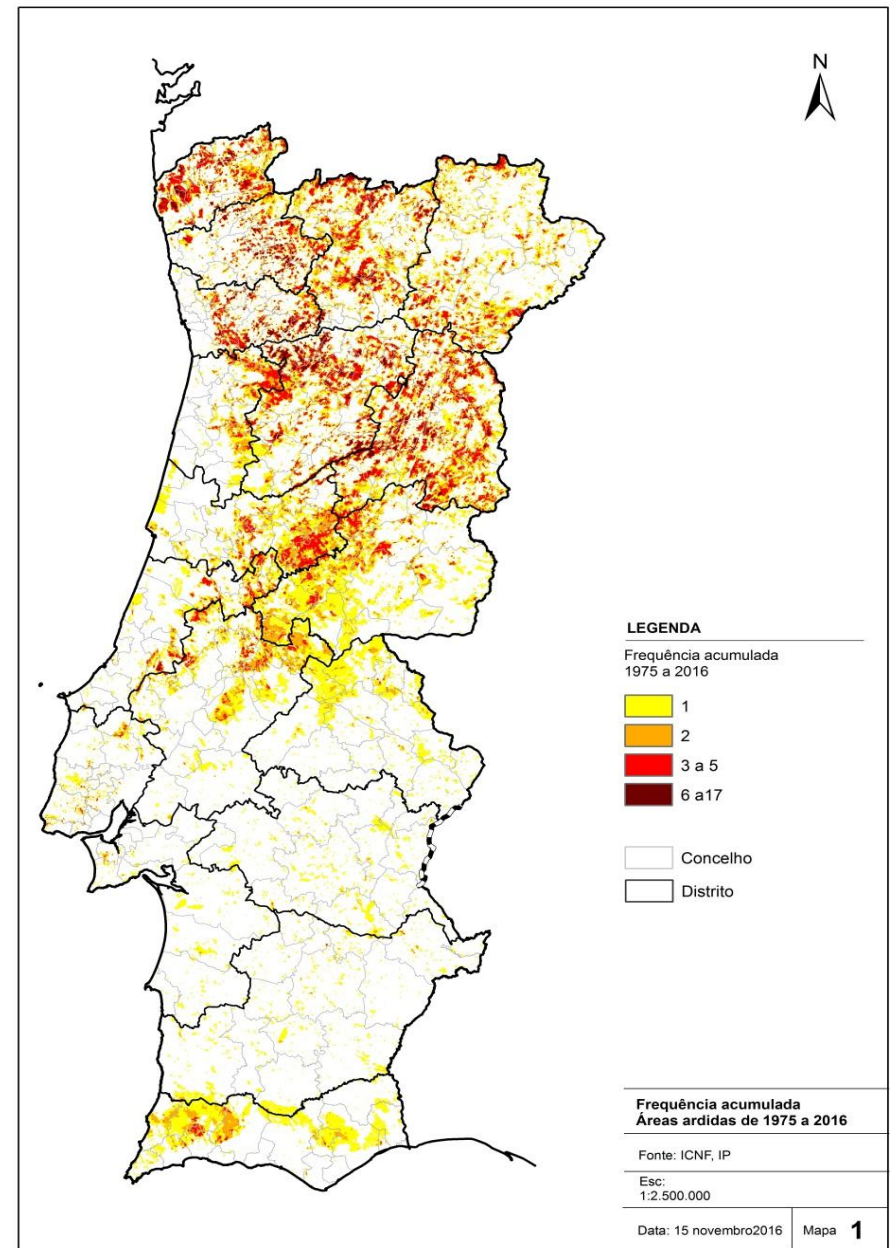 N
LEGENDA
Frequência acumulada
1975 a 2016
1
2
3 a 5
6 a17
Concelho
Distrito
Frequência acumulada
Áreas ardidas de 1975 a 2016
Fonte: ICNF, IP
Esc:
1:2.500.000
Data: 15 novembro2016
Mapa 1